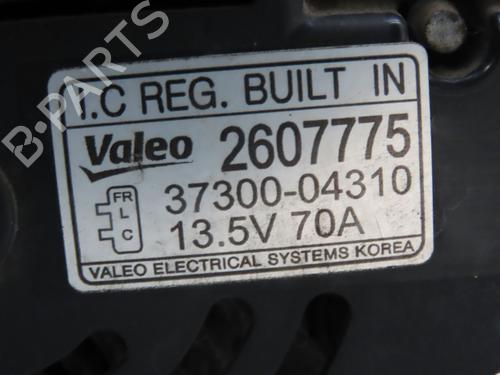 B-PARTS
I.C REG. BUILT IN
Valeo 2607775
FR
L
C
37300-04310
13.5V 70A
VALEO ELECTRICAL SYSTEMS KOREA